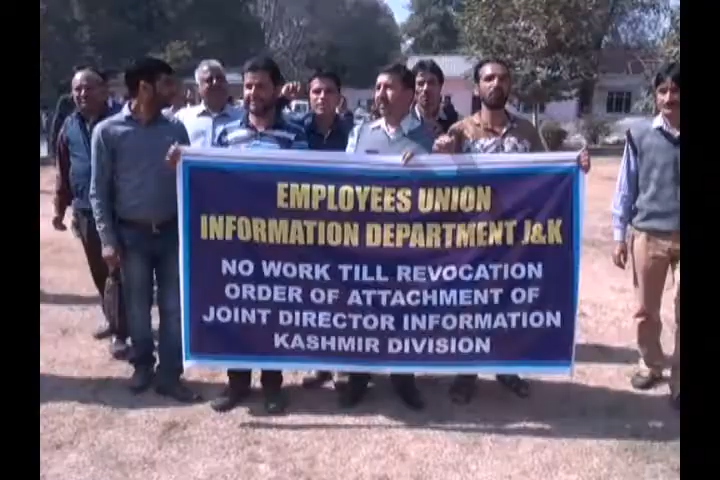 EMPLOYEES UNION
INFORMATION DEPARTMENT J&K
NO WORK TILL REVOCATION
ORDER OF ATTACHMENT OF
JOINT DIRECTOR INFORMATION
KASHMIR DIVISION